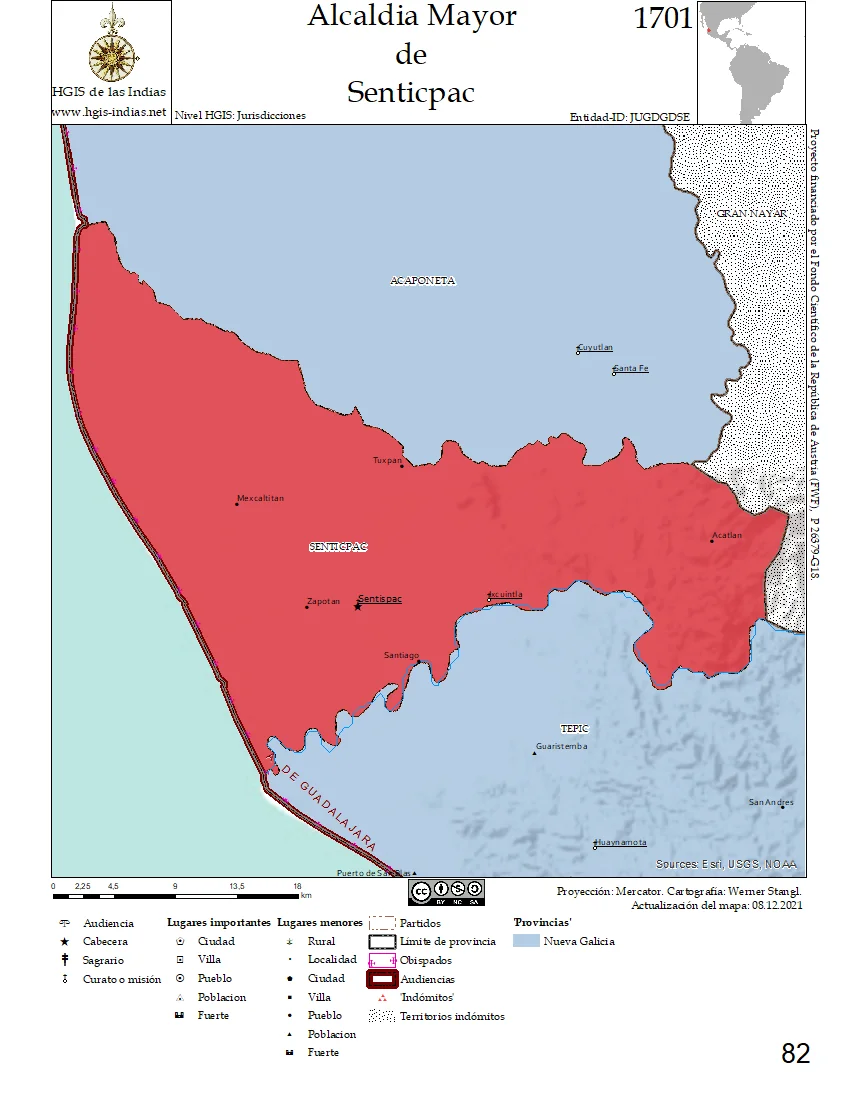 Alcaldia Mayor
de
Senticpac
1701
HGIS de las Indias
www.hgis-indias.net
Nivel HGIS: Jurisdicciones
Entidad-ID: JUGDGDSE
Proyecto financiado por el Fondo Científico de la República de Austria (FWF), P 26379-G18.
GRAN NAYAR
ACAPONETA
Cuyutlan
Santa Fe
Tuxpan
Mexcaltitan
Acatlan
SENTICPAC
Ixcuintla
Zapotan
Sentispac
Santiago
TEPIC
Guaristemba
A. DE GUADALAJARA
San Andres
Huaynamota
Sources: Esri, USGS, NOAA
Puerto de San Blas
0 2,25 4,5 9 13,5 18
km
CC BY NC SA
Proyección: Mercator. Cartografía: Werner Stangl.
Actualización del mapa: 08.12.2021
Audiencia
Cabecera
Sagrario
Curato o misión
Lugares importantes
Ciudad
Villa
Pueblo
Poblacion
Fuerte
Lugares menores
Rural
Localidad
Ciudad
Villa
Pueblo
Poblacion
Fuerte
Partidos
Límite de provincia
Obispados
Audiencias
'Indómitos'
Territorios indómitos
'Provincias'
Nueva Galicia
82